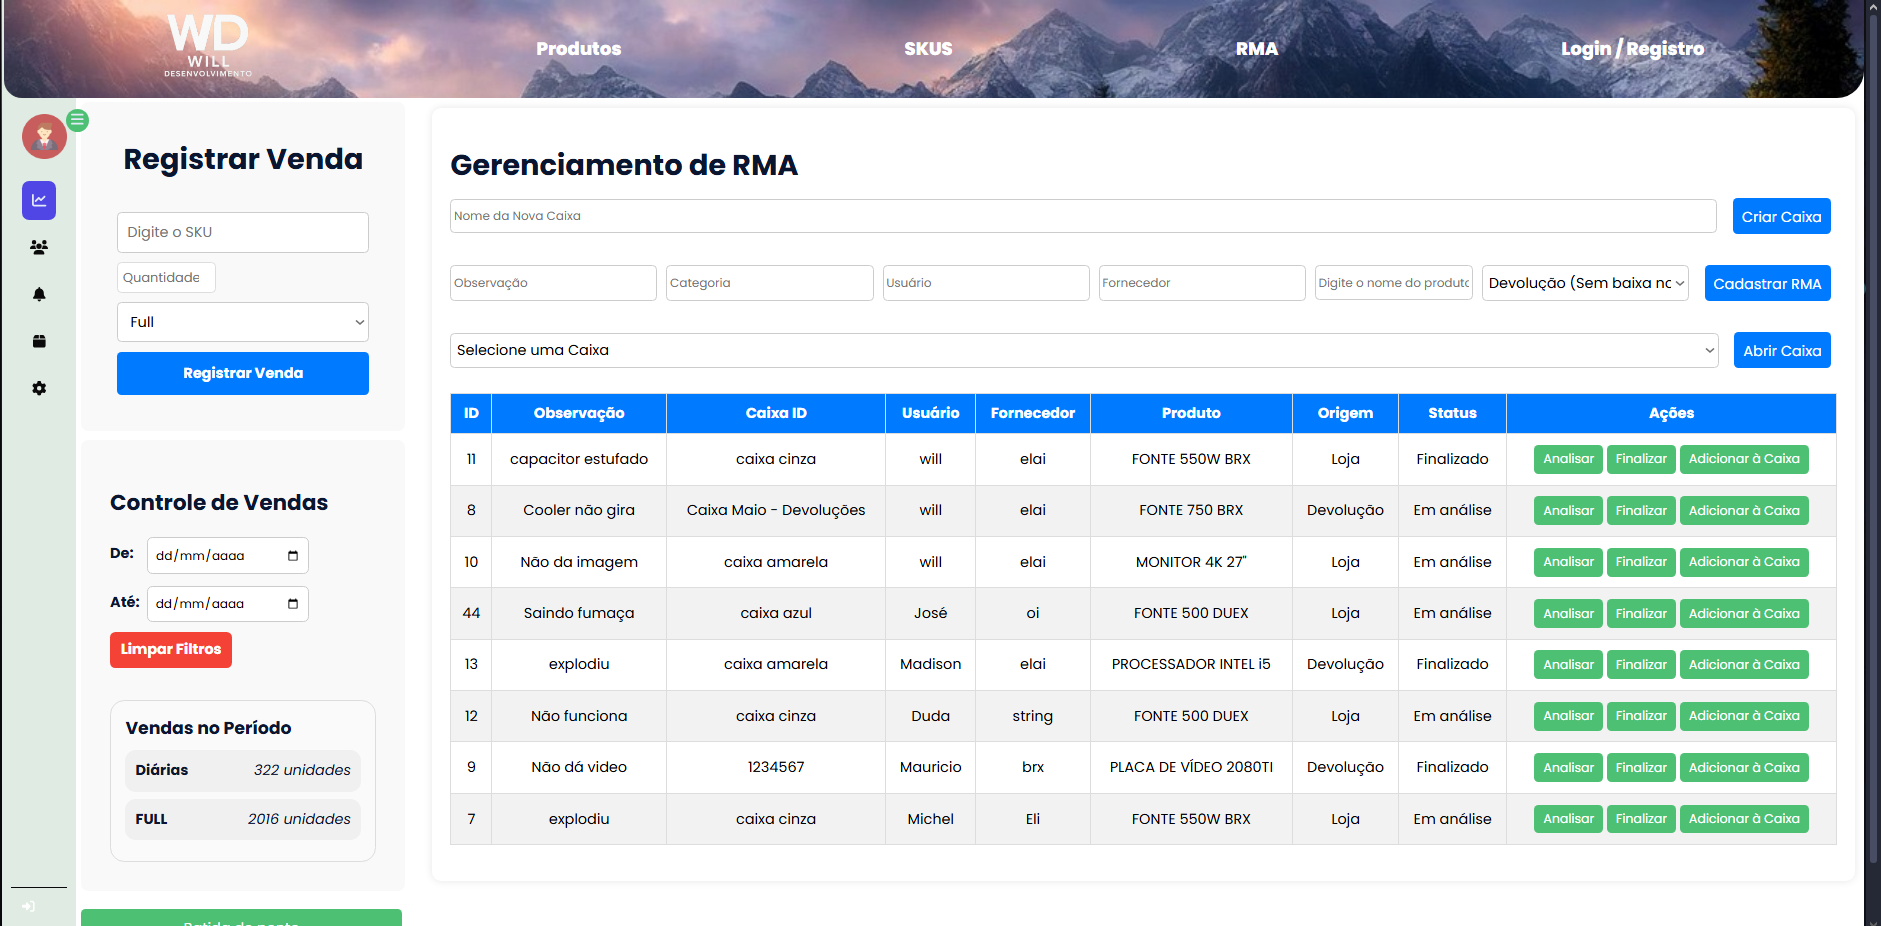 WD
WILL
DESENVOLVIMENTO
Produtos SKUS RMA Login / Registro
Registrar Venda
Digite o SKU
Quantidade
Full
Registrar Venda
Controle de Vendas
De: dd/mm/aaaa
Até: dd/mm/aaaa
Limpar Filtros
Vendas no Período
Diárias 322 unidades
FULL 2016 unidades
Gerenciamento de RMA
Nome da Nova Caixa Criar Caixa
Observação Categoria Usuário Fornecedor Digite o nome do produto Devolução (Sem baixa no Cadastrar RMA
Selecione uma Caixa Abrir Caixa
ID Observação Caixa ID Usuário Fornecedor Produto Origem Status Ações
11 capacitor estufado caixa cinza will elai FONTE 550W BRX Loja Finalizado Analisar Finalizar Adicionar à Caixa
8 Cooler não gira Caixa Maio - Devoluções will elai FONTE 750 BRX Devolução Em análise Analisar Finalizar Adicionar à Caixa
10 Não da imagem caixa amarela will elai MONITOR 4K 27" Loja Em análise Analisar Finalizar Adicionar à Caixa
44 Saindo fumaça caixa azul José oi FONTE 500 DUEX Loja Em análise Analisar Finalizar Adicionar à Caixa
13 explodiu caixa amarela Madison elai PROCESSADOR INTEL i5 Devolução Finalizado Analisar Finalizar Adicionar à Caixa
12 Não funciona caixa cinza Duda string FONTE 500 DUEX Loja Em análise Analisar Finalizar Adicionar à Caixa
9 Não dá video 1234567 Mauricio brx PLACA DE VÍDEO 2080TI Devolução Finalizado Analisar Finalizar Adicionar à Caixa
7 explodiu caixa cinza Michel Eli FONTE 550W BRX Loja Em análise Analisar Finalizar Adicionar à Caixa